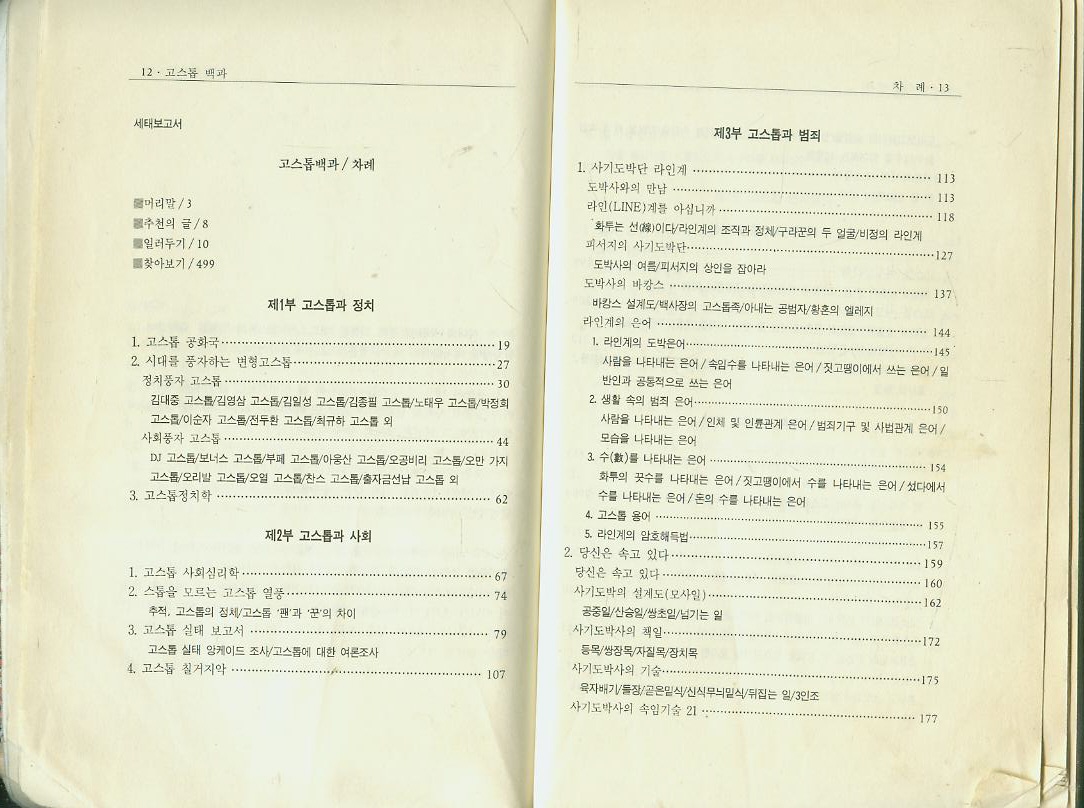 12 · 고스톱 백과
세태보고서
고스톱백과 / 차례
머리말 / 3
추천의 글 / 8
일러두기 / 10
찾아보기 / 499
제1부 고스톱과 정치
1. 고스톱 공화국 ·········· 19
2. 시대를 풍자하는 변형고스톱 ·········· 27
정치풍자 고스톱 ·········· 30
김대중 고스톱/김영삼 고스톱/김일성 고스톱/김종필 고스톱/노태우 고스톱/박정희
고스톱/이순자 고스톱/전두환 고스톱/최규하 고스톱 외
사회풍자 고스톱 ·········· 44
DJ 고스톱/보너스 고스톱/부페 고스톱/아웅산 고스톱/오공비리 고스톱/오만 가지
고스톱/오리발 고스톱/오일 고스톱/찬스 고스톱/출자금선납 고스톱 외
3. 고스톱정치학 ·········· 62
제2부 고스톱과 사회
1. 고스톱 사회심리학 ·········· 67
2. 스톱을 모르는 고스톱 열풍 ·········· 74
추적, 고스톱의 정체/고스톱 '팬'과 '꾼'의 차이
3. 고스톱 실태 보고서 ·········· 79
고스톱 실태 앙케이드 조사/고스톱에 대한 여론조사
4. 고스톱 칠거지악 ·········· 107
차 례 · 13
제3부 고스톱과 범죄
1. 사기도박단 라인계 ·········· 113
도박사와의 만남 ·········· 113
라인(LINE)계를 아십니까 ·········· 118
화투는 선(線)이다/라인계의 조직과 정체/구라꾼의 두 얼굴/비정의 라인계
피서지의 사기도박단 ·········· 127
도박사의 여름/피서지의 상인을 잡아라
도박사의 바캉스 ·········· 137
바캉스 설계도/백사장의 고스톱족/아내는 공범자/황혼의 엘레지
라인계의 은어 ·········· 144
1. 라인계의 도박은어 ·········· 145
사람을 나타내는 은어 / 속임수를 나타내는 은어 / 짓고땡이에서 쓰는 은어 / 일
반인과 공통적으로 쓰는 은어
2. 생활 속의 범죄 은어 ·········· 150
사람을 나타내는 은어 / 인체 및 인륜관계 은어 / 범죄기구 및 사법관계 은어 /
모습을 나타내는 은어
3. 수(數)를 나타내는 은어 ·········· 154
화투의 끗수를 나타내는 은어 / 짓고땡이에서 수를 나타내는 은어 / 섰다에서
수를 나타내는 은어 / 돈의 수를 나타내는 은어
4. 고스톱 용어 ·········· 155
5. 라인계의 암호해득법 ·········· 157
2. 당신은 속고 있다 ·········· 159
당신은 속고 있다 ·········· 160
사기도박의 설계도(모사일) ·········· 162
공중일/산승일/쌍초일/넘기는 일
사기도박사의 책일 ·········· 172
등목/쌍장목/자질목/장치목
사기도박사의 기술 ·········· 175
육자배기/들장/곧은밑식/신식무늬밑식/뒤집는 일/3인조
사기도박사의 속임기술 21 ·········· 177